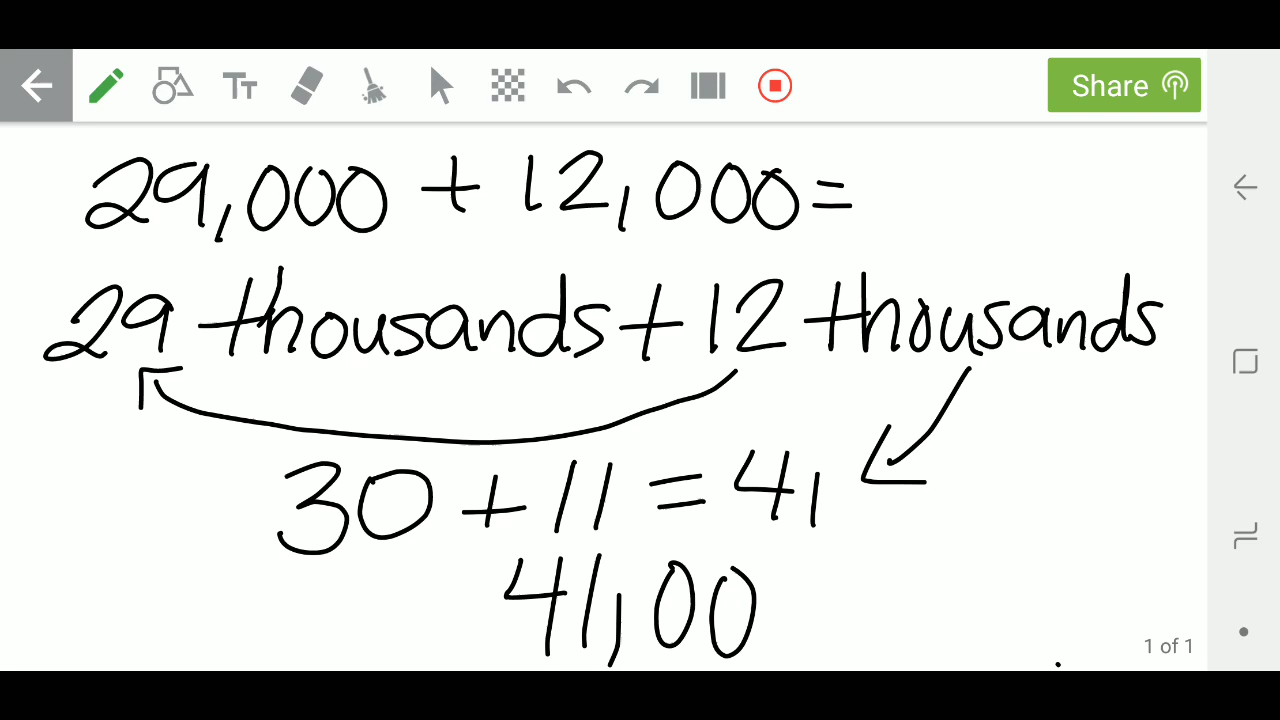 Share
29,000 + 12,000=
29 thousands + 12 thousands
30 + 11 = 41
41,00
1 of 1